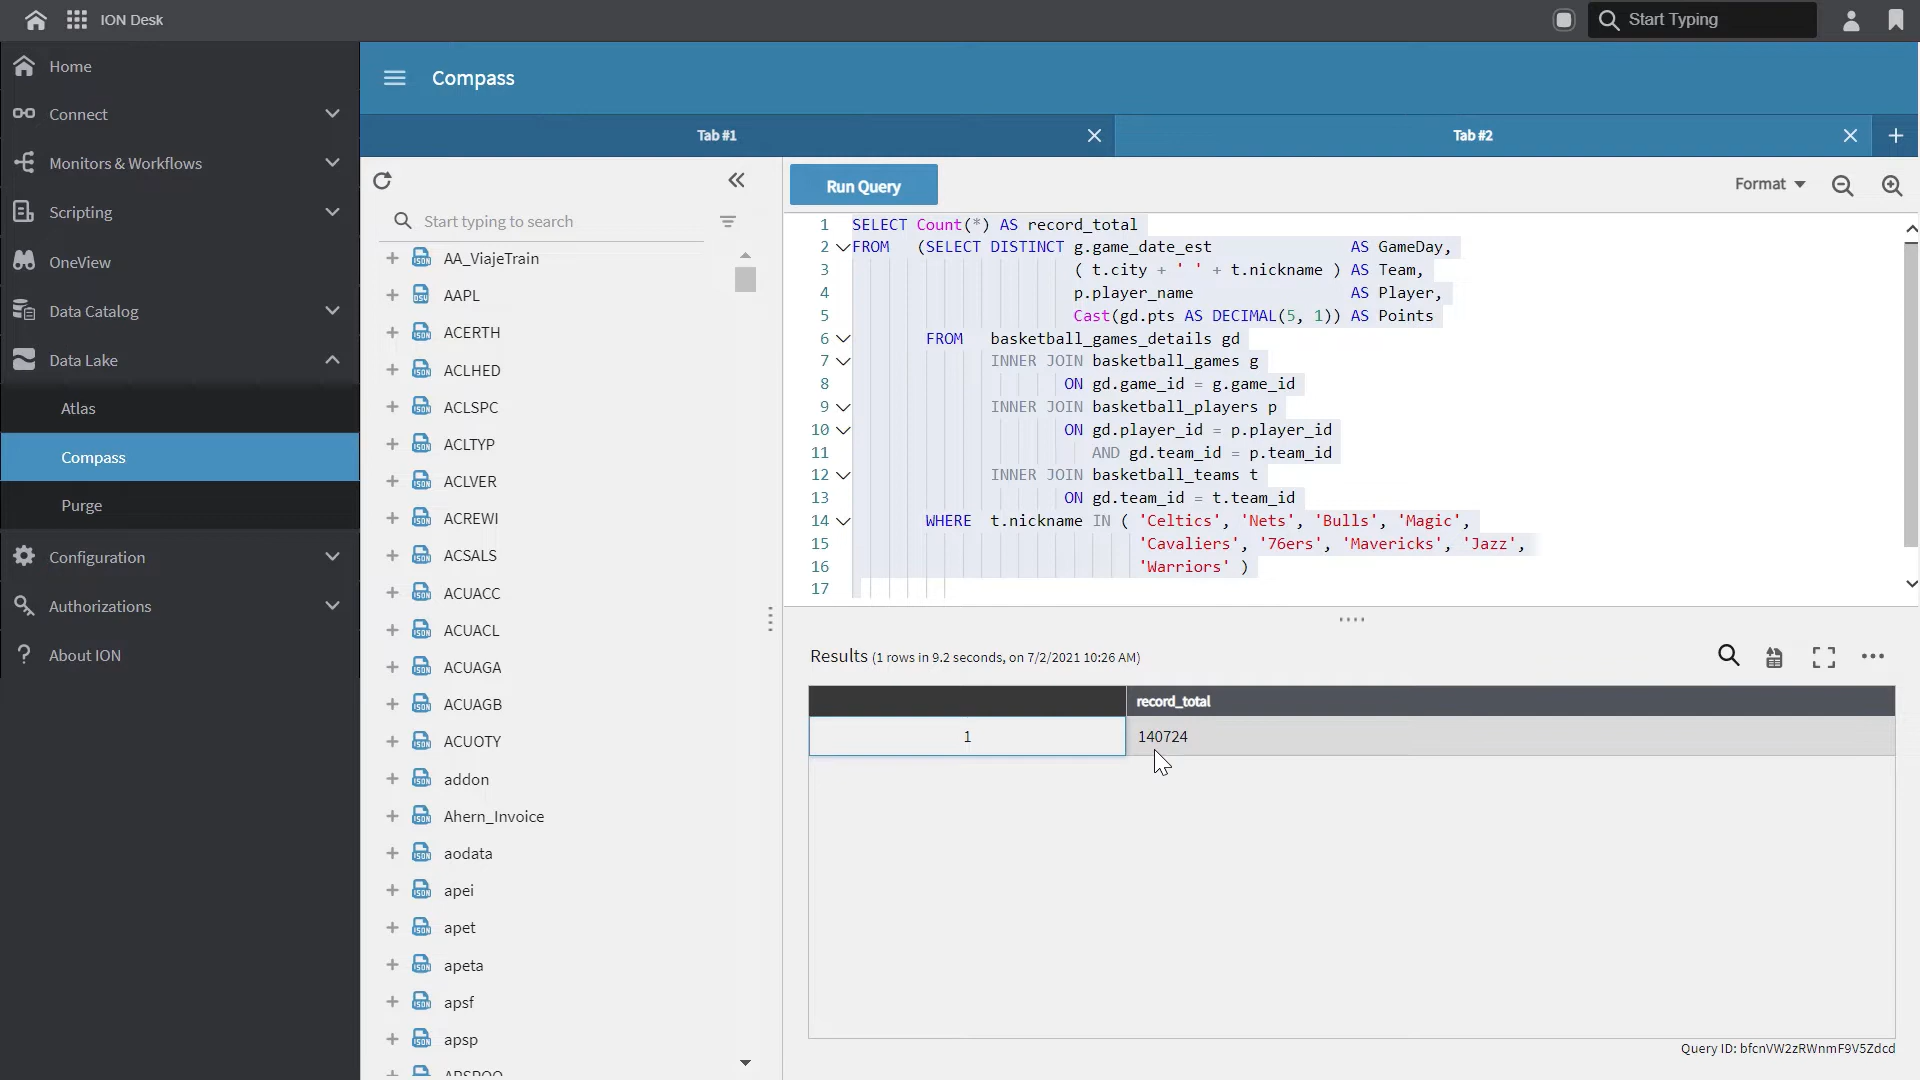 ION Desk
Start Typing
Home
Connect
Monitors & Workflows
Scripting
OneView
Data Catalog
Data Lake
Atlas
Compass
Purge
Configuration
Authorizations
About ION
Compass
Tab #1
Tab #2
Start typing to search
AA_ViajeTrain
AAPL
ACERTH
ACLHED
ACLSPC
ACLTYP
ACLVER
ACREWI
ACSALS
ACUACC
ACUACL
ACUAGA
ACUAGB
ACUOTY
addon
Ahern_Invoice
aodata
apei
apet
apeta
apsf
apsp
Run Query
Format
1 SELECT Count(*) AS record_total
2 FROM (SELECT DISTINCT g.game_date_est AS GameDay,
3 ( t.city + ' ' + t.nickname ) AS Team,
4 p.player_name AS Player,
5 Cast(gd.pts AS DECIMAL(5, 1)) AS Points
6 FROM basketball_games_details gd
7 INNER JOIN basketball_games g
8 ON gd.game_id = g.game_id
9 INNER JOIN basketball_players p
10 ON gd.player_id = p.player_id
11 AND gd.team_id = p.team_id
12 INNER JOIN basketball_teams t
13 ON gd.team_id = t.team_id
14 WHERE t.nickname IN ( 'Celtics', 'Nets', 'Bulls', 'Magic',
15 'Cavaliers', '76ers', 'Mavericks', 'Jazz',
16 'Warriors' )
17
Results (1 rows in 9.2 seconds, on 7/2/2021 10:26 AM)
record_total
1 140724
Query ID: bfcnVW2zRWnmF9V5Zdcd